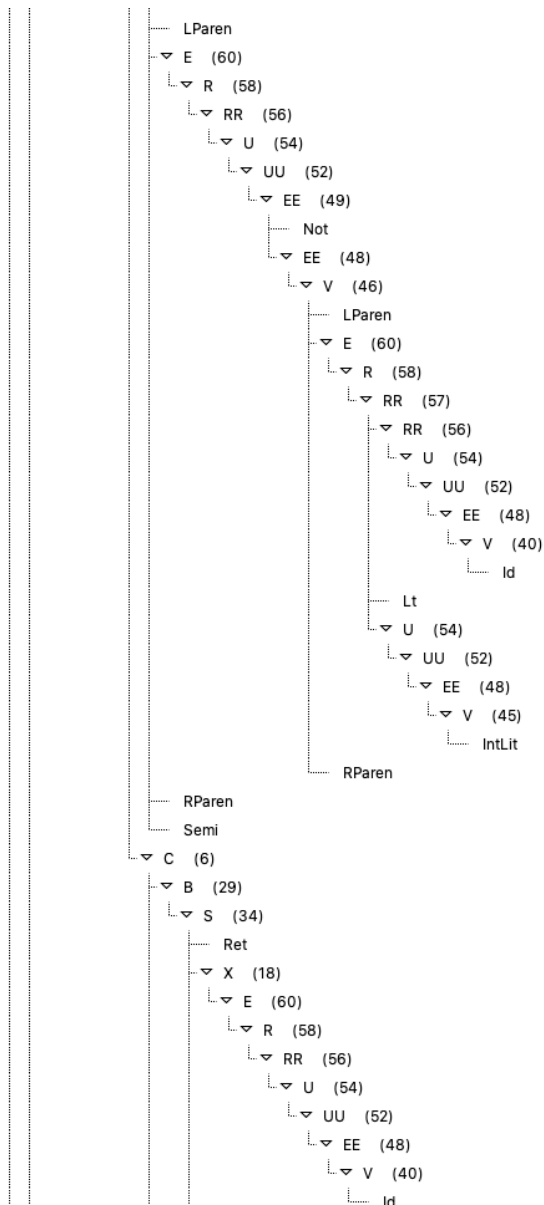 LParen
E (60)
R (58)
RR (56)
U (54)
UU (52)
EE (49)
Not
EE (48)
V (46)
LParen
E (60)
R (58)
RR (57)
RR (56)
U (54)
UU (52)
EE (48)
V (40)
Id
Lt
U (54)
UU (52)
EE (48)
V (45)
IntLit
RParen
RParen
Semi
C (6)
B (29)
S (34)
Ret
X (18)
E (60)
R (58)
RR (56)
U (54)
UU (52)
EE (48)
V (40)
Id